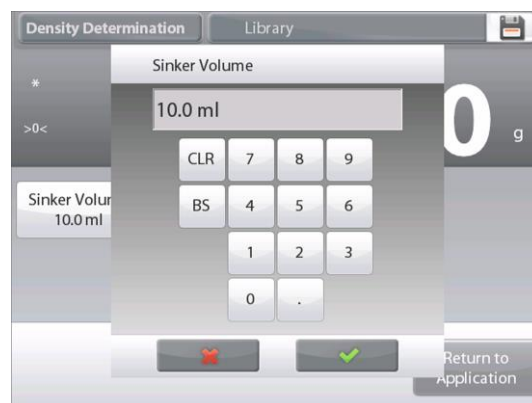 Density Determination
Library
Sinker Volume
10.0 ml
*
>0<
0
g
CLR 7 8 9
Sinker Volum
10.0 ml
BS 4 5 6
1 2 3
0 .
Return to
Application